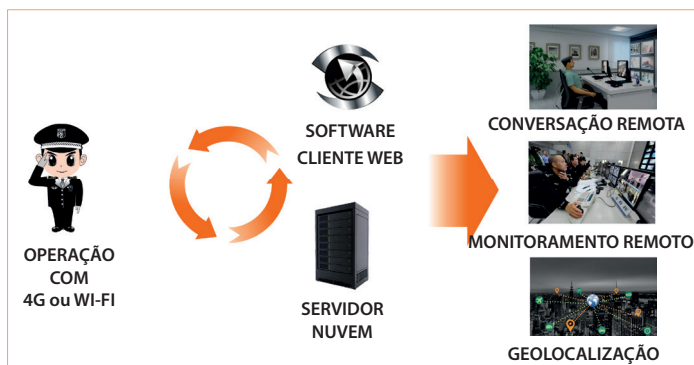 OPERAÇÃO
COM
4G ou WI-FI
SOFTWARE
CLIENTE WEB
SERVIDOR
NUVEM
CONVERSAÇÃO REMOTA
MONITORAMENTO REMOTO
GEOLOCALIZAÇÃO